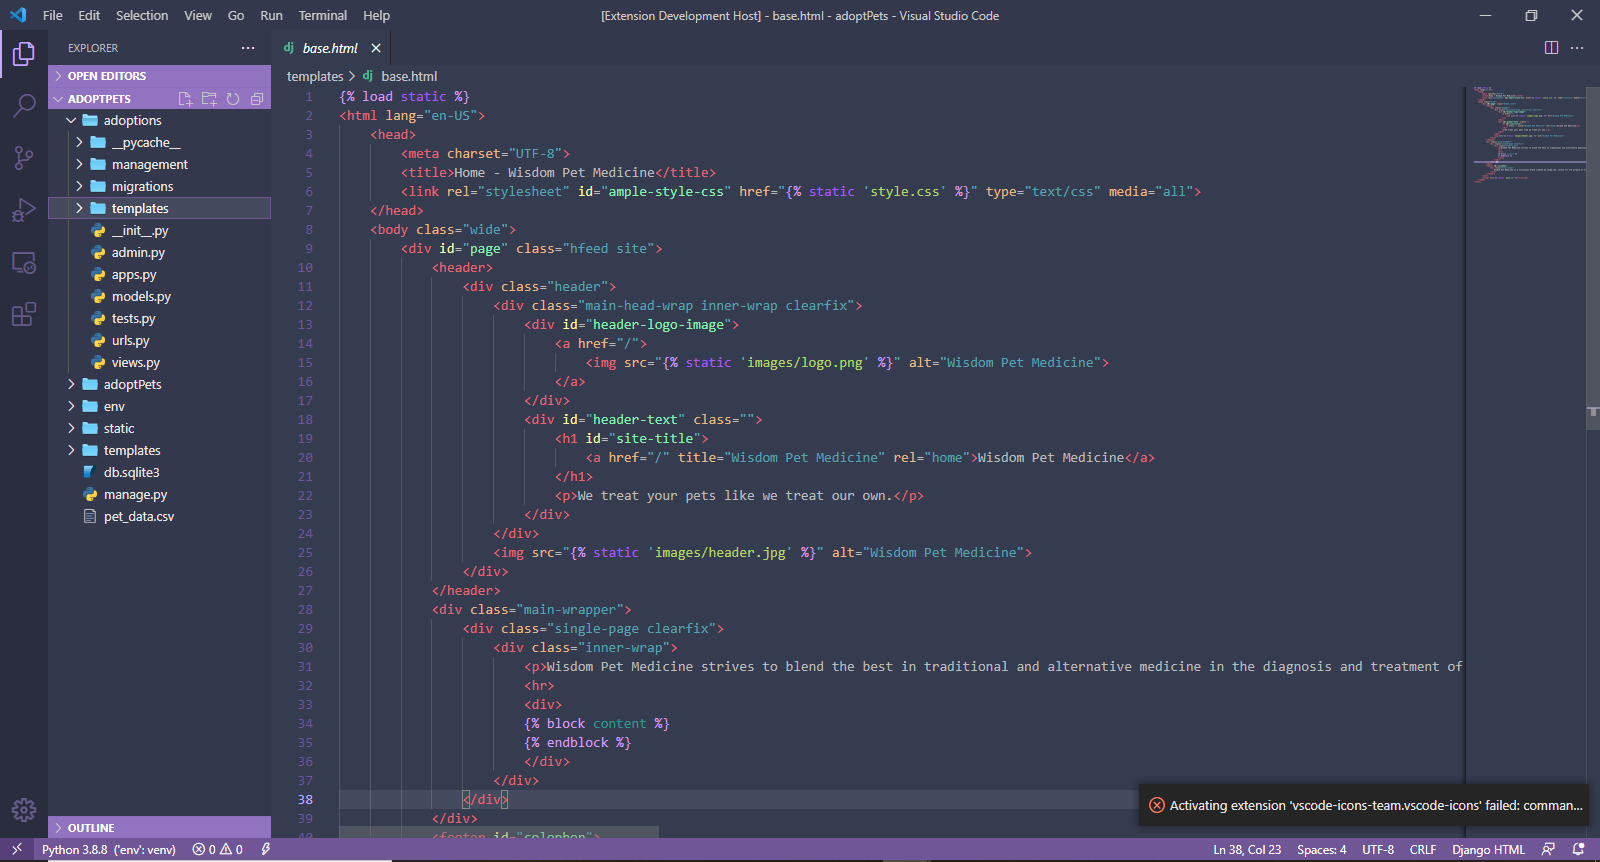 File Edit Selection View Go Run Terminal Help
[Extension Development Host] - base.html - adoptPets - Visual Studio Code
EXPLORER
OPEN EDITORS
ADOPTPETS
adoptions
__pycache__
management
migrations
templates
__init__.py
admin.py
apps.py
models.py
tests.py
urls.py
views.py
adoptPets
env
static
templates
db.sqlite3
manage.py
pet_data.csv
OUTLINE
dj base.html
templates > dj base.html
1 {% load static %}
2 <html lang="en-US">
3 <head>
4 <meta charset="UTF-8">
5 <title>Home - Wisdom Pet Medicine</title>
6 <link rel="stylesheet" id="ample-style-css" href="{% static 'style.css' %}" type="text/css" media="all">
7 </head>
8 <body class="wide">
9 <div id="page" class="hfeed site">
10 <header>
11 <div class="header">
12 <div class="main-head-wrap inner-wrap clearfix">
13 <div id="header-logo-image">
14 <a href="/">
15 <img src="{% static 'images/logo.png' %}" alt="Wisdom Pet Medicine">
16 </a>
17 </div>
18 <div id="header-text" class="">
19 <h1 id="site-title">
20 <a href="/" title="Wisdom Pet Medicine" rel="home">Wisdom Pet Medicine</a>
21 </h1>
22 <p>We treat your pets like we treat our own.</p>
23 </div>
24 </div>
25 <img src="{% static 'images/header.jpg' %}" alt="Wisdom Pet Medicine">
26 </div>
27 </header>
28 <div class="main-wrapper">
29 <div class="single-page clearfix">
30 <div class="inner-wrap">
31 <p>Wisdom Pet Medicine strives to blend the best in traditional and alternative medicine in the diagnosis and treatment of
32 <hr>
33 <div>
34 {% block content %}
35 {% endblock %}
36 </div>
37 </div>
38 </div>
39 </div>
40 <footer id="colophon">
Activating extension 'vscode-icons-team.vscode-icons' failed: comman...
Python 3.8.8 ('env': venv) 0 0
Ln 38, Col 23 Spaces: 4 UTF-8 CRLF Django HTML